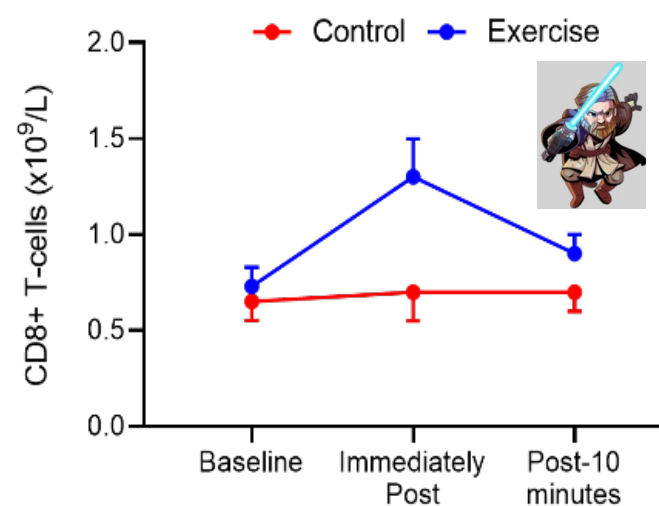 Control Exercise
2.0
1.5
1.0
0.5
0.0
CD8+ T-cells (x10⁹/L)
Baseline
Immediately
Post
Post-10
minutes